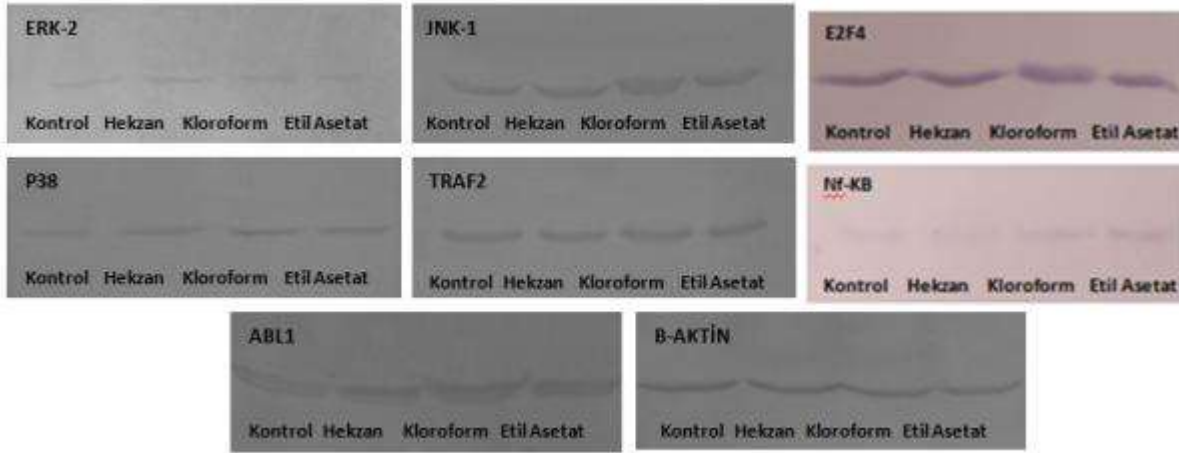 ERK-2
Kontrol Hekzan Kloroform Etil Asetat
JNK-1
Kontrol Hekzan Kloroform Etil Asetat
E2F4
Kontrol Hekzan Kloroform Etil Asetat
P38
Kontrol Hekzan Kloroform Etil Asetat
TRAF2
Kontrol Hekzan Kloroform Etil Asetat
Nf-KB
Kontrol Hekzan Kloroform Etil Asetat
ABL1
Kontrol Hekzan Kloroform Etil Asetat
B-AKTİN
Kontrol Hekzan Kloroform Etil Asetat